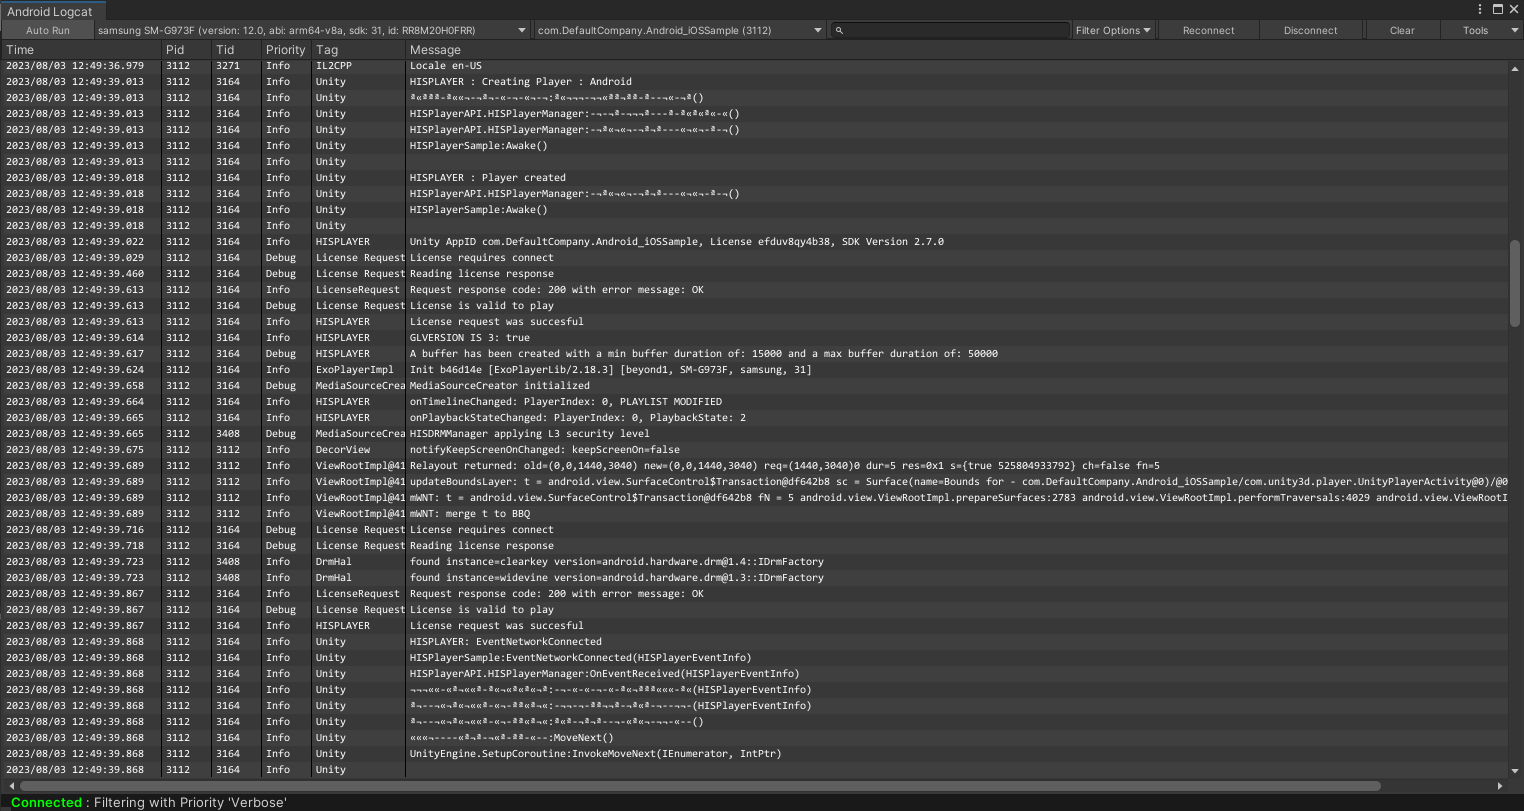 Android Logcat
Auto Run samsung SM-G973F (version: 12.0, abi: arm64-v8a, sdk: 31, id: RR8M20H0FRR) com.DefaultCompany.Android_iOSSample (3112) Filter Options Reconnect Disconnect Clear Tools
Time Pid Tid Priority Tag Message
2023/08/03 12:49:36.979 3112 3271 Info IL2CPP Locale en-US
2023/08/03 12:49:39.013 3112 3164 Info Unity HISPLAYER : Creating Player : Android
2023/08/03 12:49:39.013 3112 3164 Info Unity
2023/08/03 12:49:39.013 3112 3164 Info Unity HISPlayerAPI.HISPlayerManager:
2023/08/03 12:49:39.013 3112 3164 Info Unity HISPlayerAPI.HISPlayerManager:
2023/08/03 12:49:39.013 3112 3164 Info Unity HISPlayerSample:Awake()
2023/08/03 12:49:39.013 3112 3164 Info Unity
2023/08/03 12:49:39.018 3112 3164 Info Unity HISPLAYER : Player created
2023/08/03 12:49:39.018 3112 3164 Info Unity HISPlayerAPI.HISPlayerManager:
2023/08/03 12:49:39.018 3112 3164 Info Unity HISPlayerSample:Awake()
2023/08/03 12:49:39.018 3112 3164 Info Unity
2023/08/03 12:49:39.022 3112 3164 Info HISPLAYER Unity AppID com.DefaultCompany.Android_iOSSample, License efduv8qy4b38, SDK Version 2.7.0
2023/08/03 12:49:39.029 3112 3164 Debug License Request License requires connect
2023/08/03 12:49:39.460 3112 3164 Debug License Request Reading license response
2023/08/03 12:49:39.613 3112 3164 Info LicenseRequest Request response code: 200 with error message: OK
2023/08/03 12:49:39.613 3112 3164 Debug License Request License is valid to play
2023/08/03 12:49:39.613 3112 3164 Info HISPLAYER License request was succesful
2023/08/03 12:49:39.614 3112 3164 Info HISPLAYER GLVERSION IS 3: true
2023/08/03 12:49:39.617 3112 3164 Debug HISPLAYER A buffer has been created with a min buffer duration of: 15000 and a max buffer duration of: 50000
2023/08/03 12:49:39.624 3112 3164 Info ExoPlayerImpl Init b46d14e [ExoPlayerLib/2.18.3] [beyond1, SM-G973F, samsung, 31]
2023/08/03 12:49:39.658 3112 3164 Debug MediaSourceCrea MediaSourceCreator initialized
2023/08/03 12:49:39.664 3112 3164 Info HISPLAYER onTimelineChanged: PlayerIndex: 0, PLAYLIST MODIFIED
2023/08/03 12:49:39.665 3112 3164 Info HISPLAYER onPlaybackStateChanged: PlayerIndex: 0, PlaybackState: 2
2023/08/03 12:49:39.665 3112 3408 Debug MediaSourceCrea HISDRMManager applying L3 security level
2023/08/03 12:49:39.675 3112 3112 Info DecorView notifyKeepScreenOnChanged: keepScreenOn=false
2023/08/03 12:49:39.689 3112 3112 Info ViewRootImpl@41 Relayout returned: old=(0,0,1440,3040) new=(0,0,1440,3040) req=(1440,3040)0 dur=5 res=0x1 s={true 525804933792} ch=false fn=5
2023/08/03 12:49:39.689 3112 3112 Info ViewRootImpl@41 updateBoundsLayer: t = android.view.SurfaceControl$Transaction@df642b8 sc = Surface(name=Bounds for - com.DefaultCompany.Android_iOSSample/com.unity3d.player.UnityPlayerActivity@0)/@0
2023/08/03 12:49:39.689 3112 3112 Info ViewRootImpl@41 mWNT: t = android.view.SurfaceControl$Transaction@df642b8 fN = 5 android.view.ViewRootImpl.prepareSurfaces:2783 android.view.ViewRootImpl.performTraversals:4029 android.view.ViewRootI
2023/08/03 12:49:39.689 3112 3112 Info ViewRootImpl@41 mWNT: merge t to BBQ
2023/08/03 12:49:39.716 3112 3164 Debug License Request License requires connect
2023/08/03 12:49:39.718 3112 3164 Debug License Request Reading license response
2023/08/03 12:49:39.723 3112 3408 Info DrmHal found instance=clearkey version=android.hardware.drm@1.4::IDrmFactory
2023/08/03 12:49:39.723 3112 3408 Info DrmHal found instance=widevine version=android.hardware.drm@1.3::IDrmFactory
2023/08/03 12:49:39.867 3112 3164 Info LicenseRequest Request response code: 200 with error message: OK
2023/08/03 12:49:39.867 3112 3164 Debug License Request License is valid to play
2023/08/03 12:49:39.867 3112 3164 Info HISPLAYER License request was succesful
2023/08/03 12:49:39.868 3112 3164 Info Unity HISPLAYER: EventNetworkConnected
2023/08/03 12:49:39.868 3112 3164 Info Unity HISPlayerSample:EventNetworkConnected(HISPlayerEventInfo)
2023/08/03 12:49:39.868 3112 3164 Info Unity HISPlayerAPI.HISPlayerManager:OnEventReceived(HISPlayerEventInfo)
2023/08/03 12:49:39.868 3112 3164 Info Unity (HISPlayerEventInfo)
2023/08/03 12:49:39.868 3112 3164 Info Unity (HISPlayerEventInfo)
2023/08/03 12:49:39.868 3112 3164 Info Unity
2023/08/03 12:49:39.868 3112 3164 Info Unity :MoveNext()
2023/08/03 12:49:39.868 3112 3164 Info Unity UnityEngine.SetupCoroutine:InvokeMoveNext(IEnumerator, IntPtr)
2023/08/03 12:49:39.868 3112 3164 Info Unity
Connected : Filtering with Priority 'Verbose'